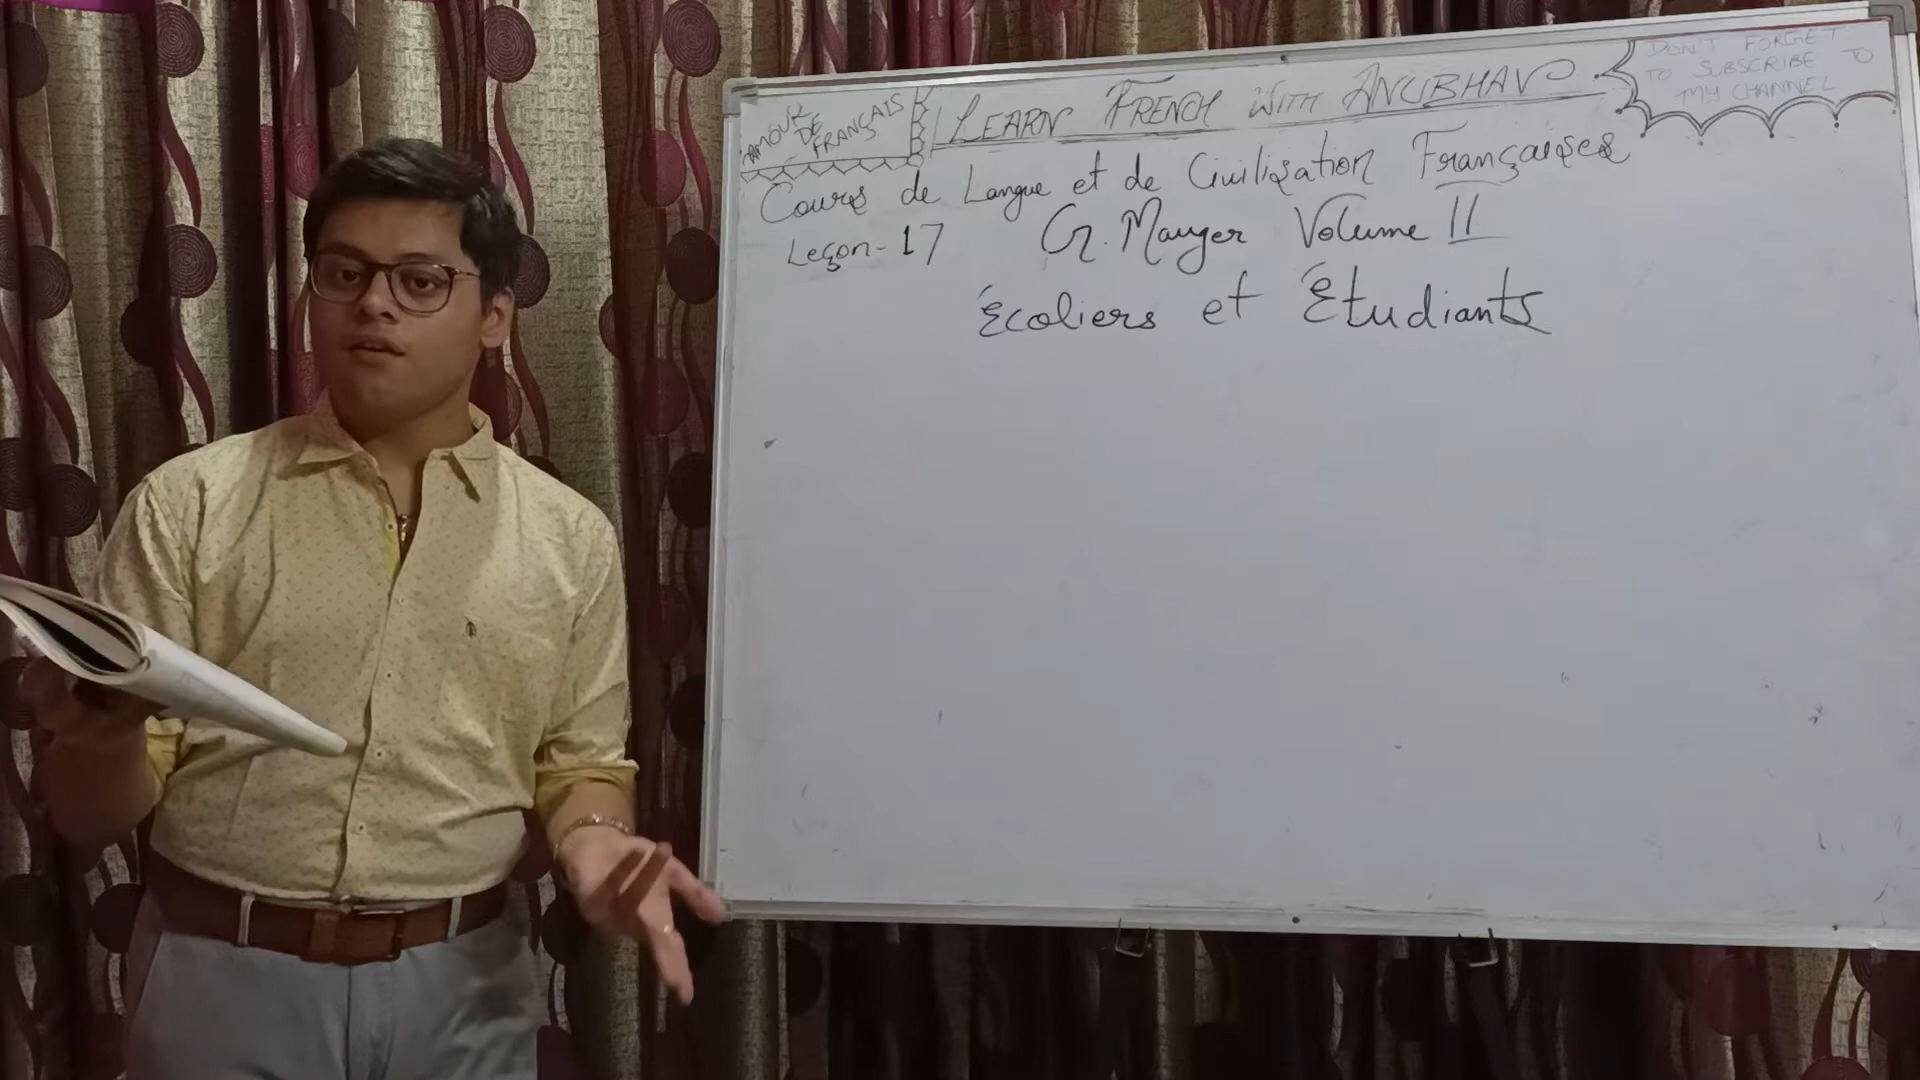 AMOUR
DE
FRANÇAIS
LEARN FRENCH WITH ANUBHAV
DON'T FORGET
TO SUBSCRIBE TO
MY CHANNEL
Cours de Langue et de Civilisation Françaises
Leçon-17 G. Mauger Volume II
Écoliers et Étudiants